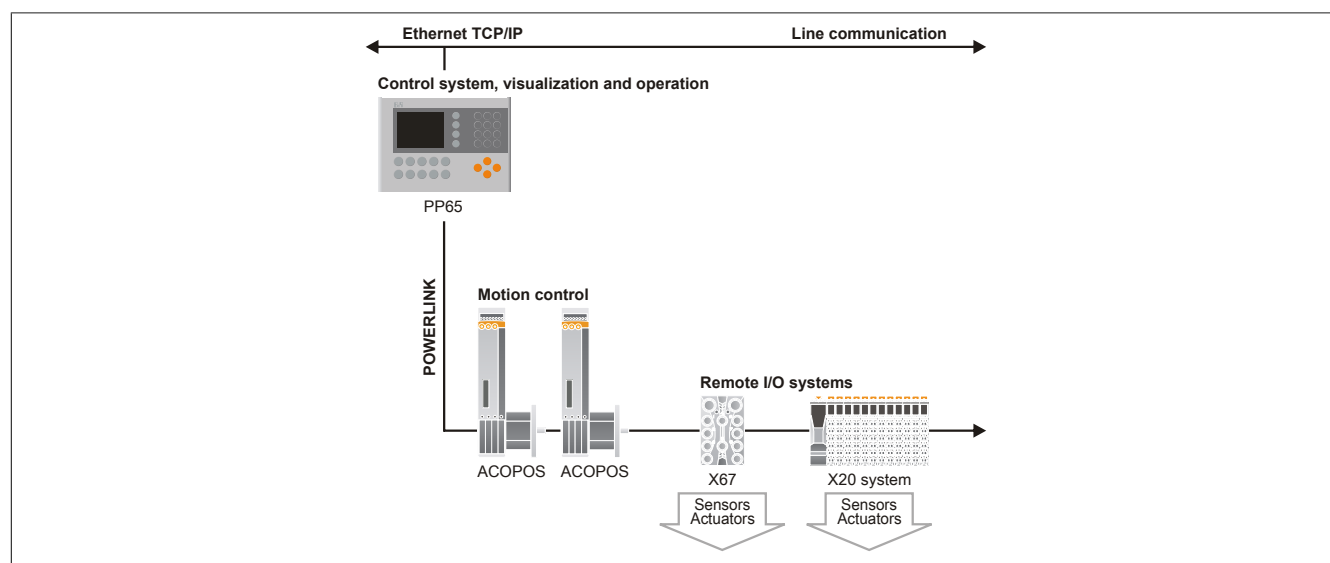 Ethernet TCP/IP
Line communication
Control system, visualization and operation
PP65
POWERLINK
Motion control
ACOPOS
ACOPOS
Remote I/O systems
X67
X20 system
Sensors
Actuators
Sensors
Actuators